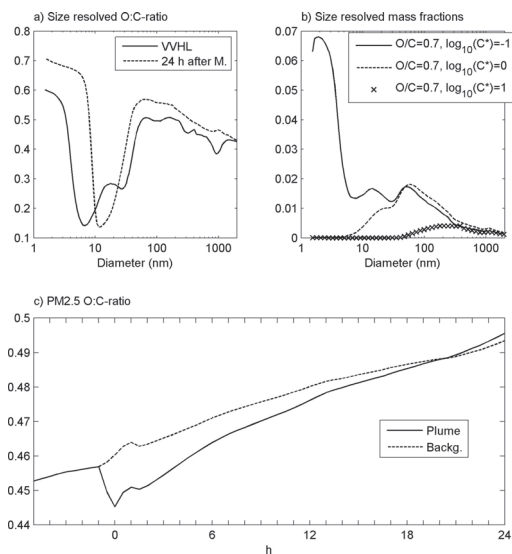 a) Size resolved O:C-ratio
0.8
0.7
0.6
0.5
0.4
0.3
0.2
0.1
1
10
100
1000
Diameter (nm)
VVHL
24 h after M.
b) Size resolved mass fractions
0.07
0.06
0.05
0.04
0.03
0.02
0.01
0
1
10
100
1000
Diameter (nm)
O/C=0.7, log10(C*)=-1
O/C=0.7, log10(C*)=0
O/C=0.7, log10(C*)=1
c) PM2.5 O:C-ratio
0.5
0.49
0.48
0.47
0.46
0.45
0.44
0
6
12
18
24
h
Plume
Backg.